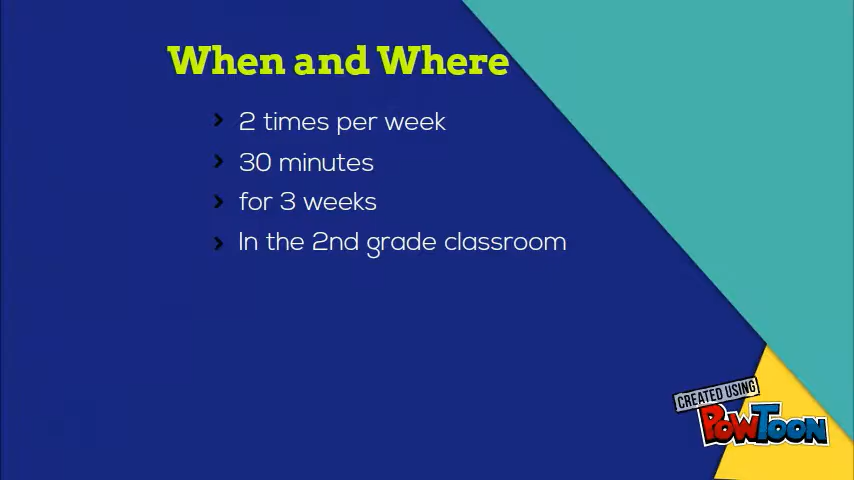 When and Where
2 times per week
30 minutes
for 3 weeks
In the 2nd grade classroom
CREATED USING
POWTOON